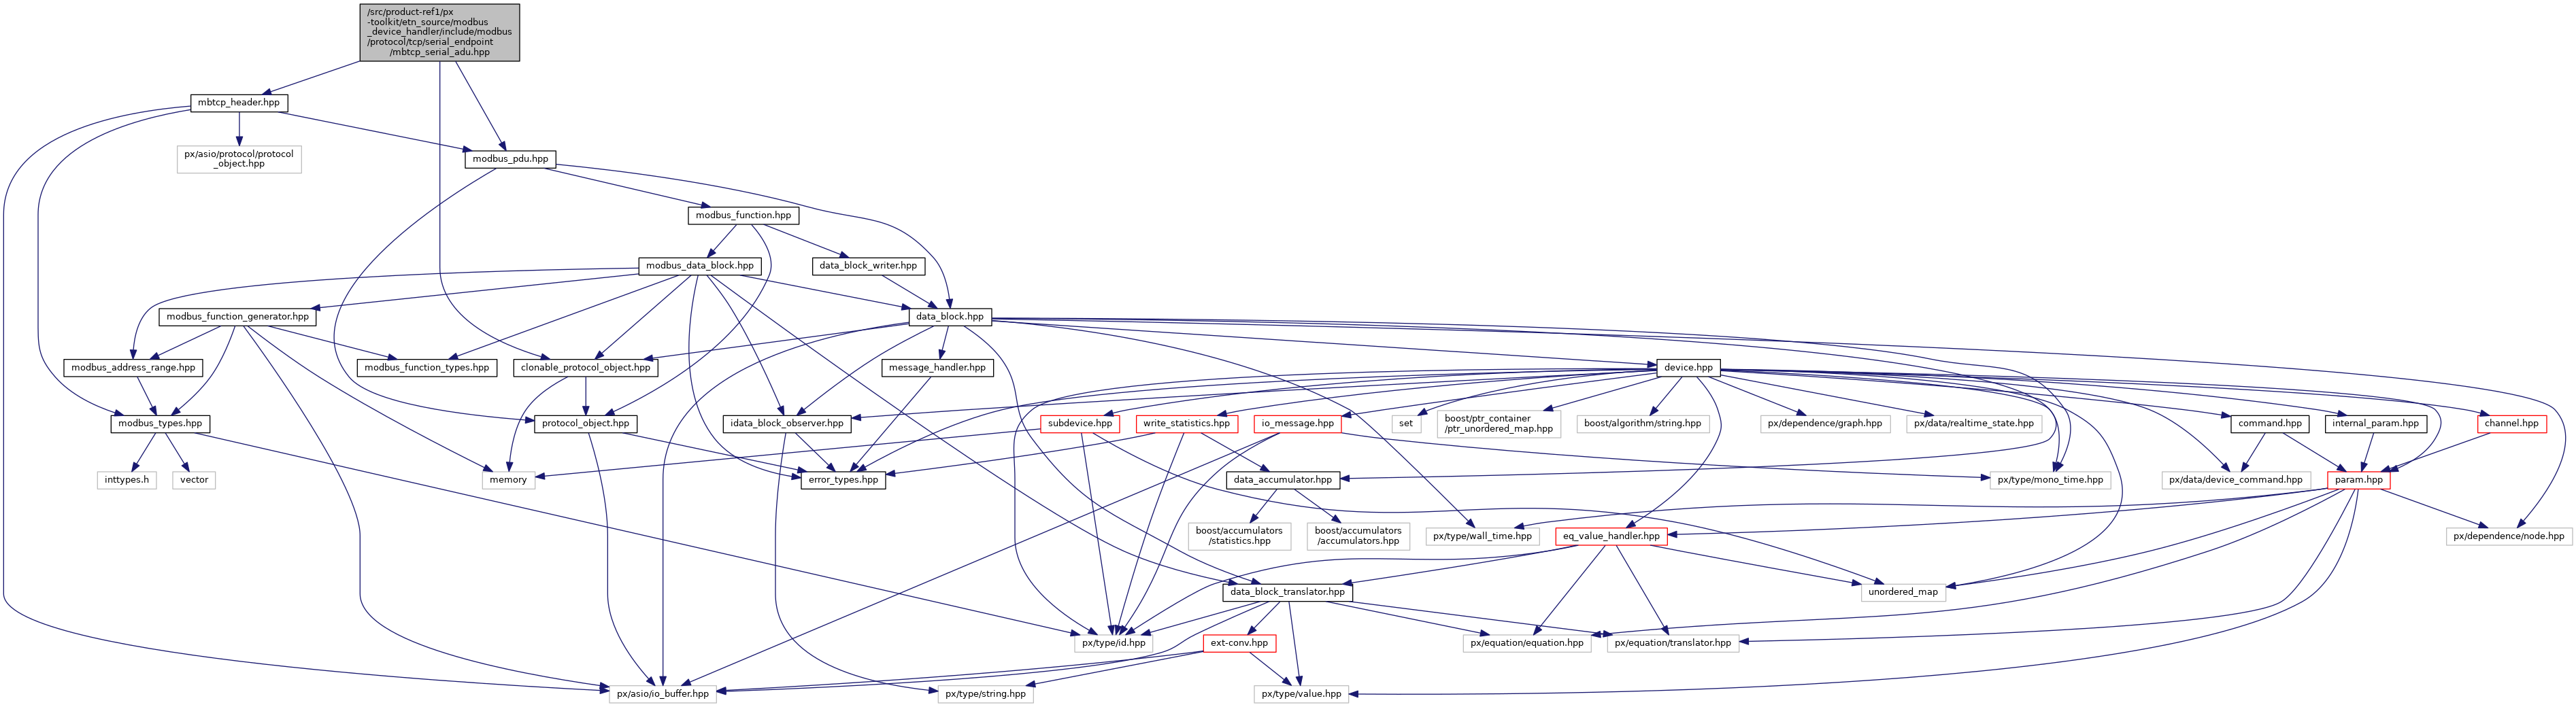 /src/product-ref1/px
-toolkit/etn_source/modbus
_device_handler/include/modbus
/protocol/tcp/serial_endpoint
/mbtcp_serial_adu.hpp
mbtcp_header.hpp
px/asio/protocol/protocol
_object.hpp
modbus_pdu.hpp
modbus_function.hpp
modbus_data_block.hpp
data_block_writer.hpp
modbus_function_generator.hpp
data_block.hpp
modbus_address_range.hpp
modbus_function_types.hpp
clonable_protocol_object.hpp
message_handler.hpp
device.hpp
modbus_types.hpp
protocol_object.hpp
idata_block_observer.hpp
subdevice.hpp
write_statistics.hpp
io_message.hpp
set
boost/ptr_container
/ptr_unordered_map.hpp
boost/algorithm/string.hpp
px/dependence/graph.hpp
px/data/realtime_state.hpp
command.hpp
internal_param.hpp
channel.hpp
inttypes.h
vector
memory
error_types.hpp
data_accumulator.hpp
px/type/mono_time.hpp
px/data/device_command.hpp
param.hpp
boost/accumulators
/statistics.hpp
boost/accumulators
/accumulators.hpp
px/type/wall_time.hpp
eq_value_handler.hpp
px/dependence/node.hpp
data_block_translator.hpp
unordered_map
px/type/id.hpp
ext-conv.hpp
px/equation/equation.hpp
px/equation/translator.hpp
px/asio/io_buffer.hpp
px/type/string.hpp
px/type/value.hpp